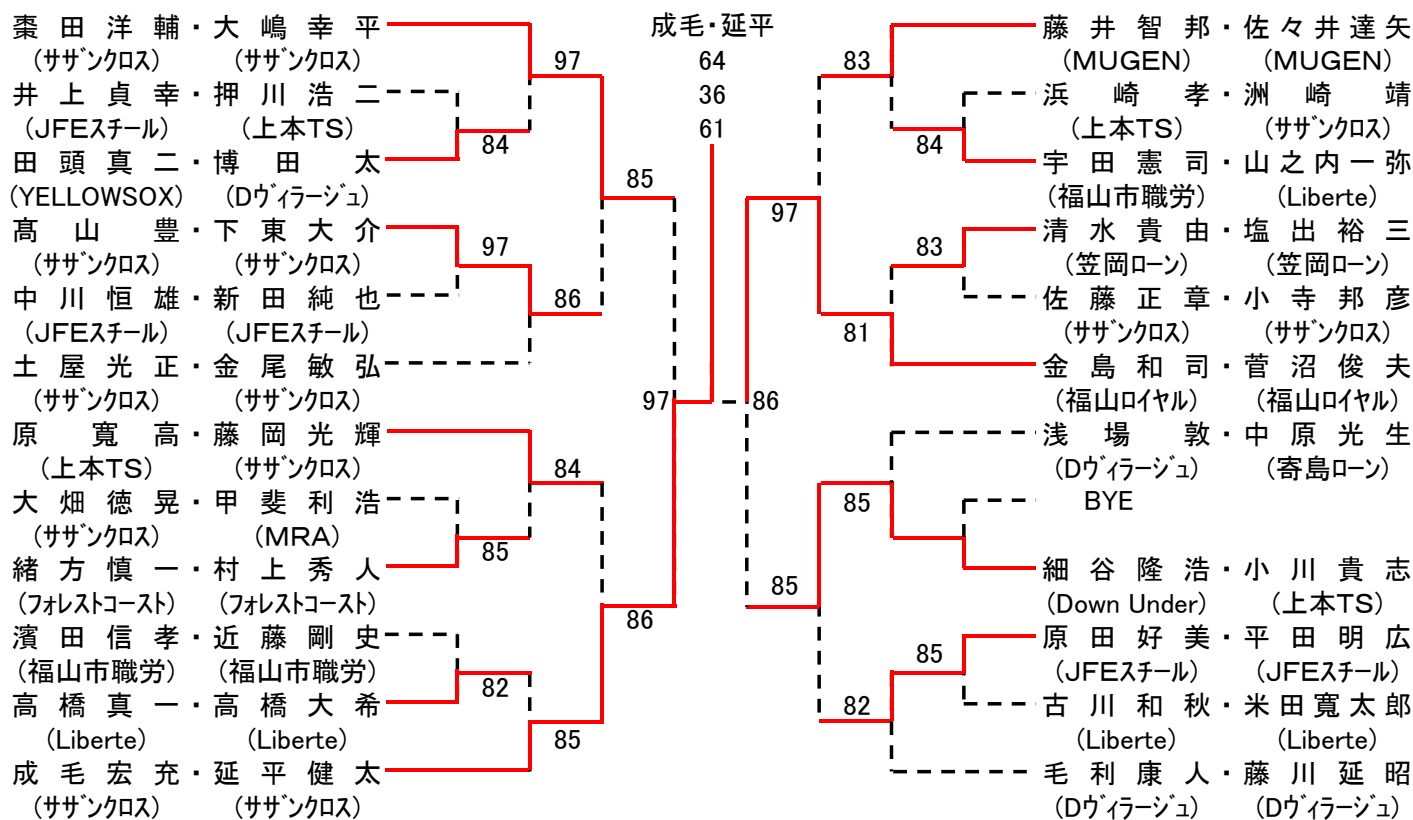 棗田洋輔・大嶋幸平
(サザンクロス) (サザンクロス)
井上貞幸・押川浩二
(JFEスチール) (上本TS)
田頭真二・博田太
(YELLOWSOX) (Dヴィラージュ)
髙山豊・下東大介
(サザンクロス) (サザンクロス)
中川恒雄・新田純也
(JFEスチール) (JFEスチール)
土屋光正・金尾敏弘
(サザンクロス) (サザンクロス)
原寛高・藤岡光輝
(上本TS) (サザンクロス)
大畑徳晃・甲斐利浩
(サザンクロス) (MRA)
緒方慎一・村上秀人
(フォレストコースト) (フォレストコースト)
濱田信孝・近藤剛史
(福山市職労) (福山市職労)
高橋真一・高橋大希
(Liberte) (Liberte)
成毛宏充・延平健太
(サザンクロス) (サザンクロス)
97
84
97
86
84
85
82
85
85
86
97
成毛・延平
64
36
61
86
97
85
83
84
83
81
85
85
82
藤井智邦・佐々井達矢
(MUGEN) (MUGEN)
浜崎孝・洲崎靖
(上本TS) (サザンクロス)
宇田憲司・山之内一弥
(福山市職労) (Liberte)
清水貴由・塩出裕三
(笠岡ローン) (笠岡ローン)
佐藤正章・小寺邦彦
(サザンクロス) (サザンクロス)
金島和司・菅沼俊夫
(福山ロイヤル) (福山ロイヤル)
浅場敦・中原光生
(Dヴィラージュ) (寄島ローン)
BYE
細谷隆浩・小川貴志
(Down Under) (上本TS)
原田好美・平田明広
(JFEスチール) (JFEスチール)
古川和秋・米田寛太郎
(Liberte) (Liberte)
毛利康人・藤川延昭
(Dヴィラージュ) (Dヴィラージュ)